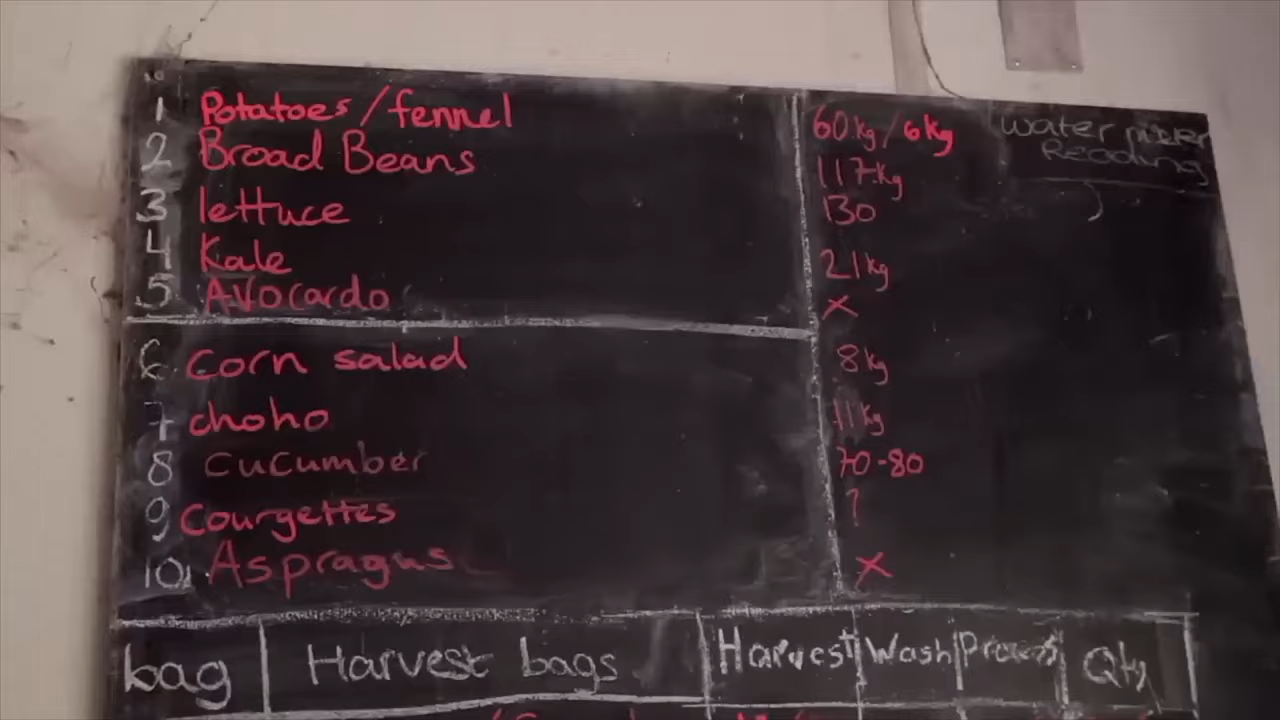 1 Potatoes/fennel 60kg/6kg
2 Broad Beans 117kg
3 lettuce 130
4 Kale 21kg
5 Avocardo x
6 corn salad 8kg
7 choho 11kg
8 cucumber 70-80
9 Courgettes ?
10 Aspragus x
Water meter
Reading
bag Harvest bags Harvest Wash Process Qty